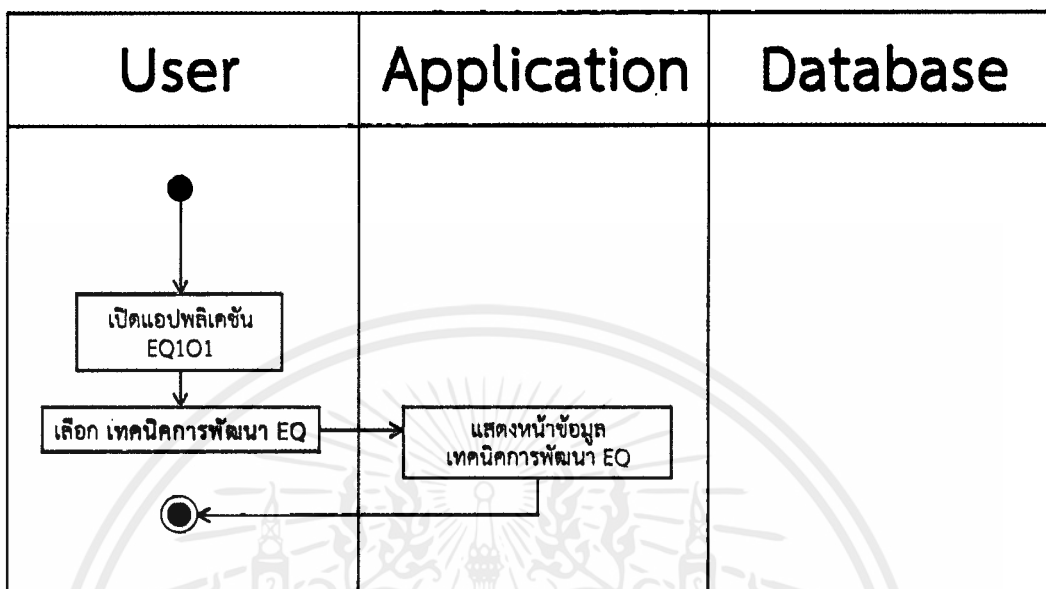 User
Application
Database
เปิดแอปพลิเคชัน
EQ101
เลือก เทคนิคการพัฒนา EQ
แสดงหน้าข้อมูล
เทคนิคการพัฒนา EQ